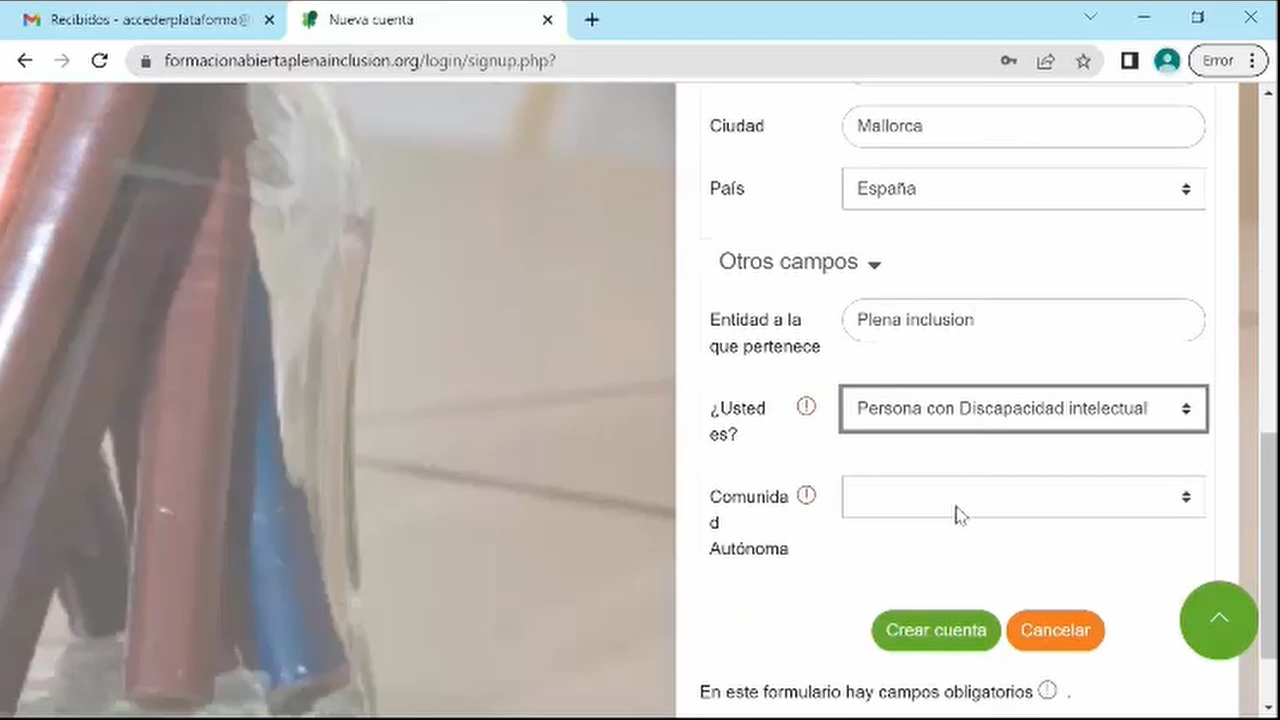 Recibidos - accederplataforma@
Nueva cuenta
formacionabiertaplenainclusion.org/login/signup.php?
Error
Ciudad
Mallorca
País
España
Otros campos
Entidad a la
que pertenece
Plena inclusion
¿Usted
es?
Persona con Discapacidad intelectual
Comunida
d
Autónoma
Crear cuenta
Cancelar
En este formulario hay campos obligatorios .